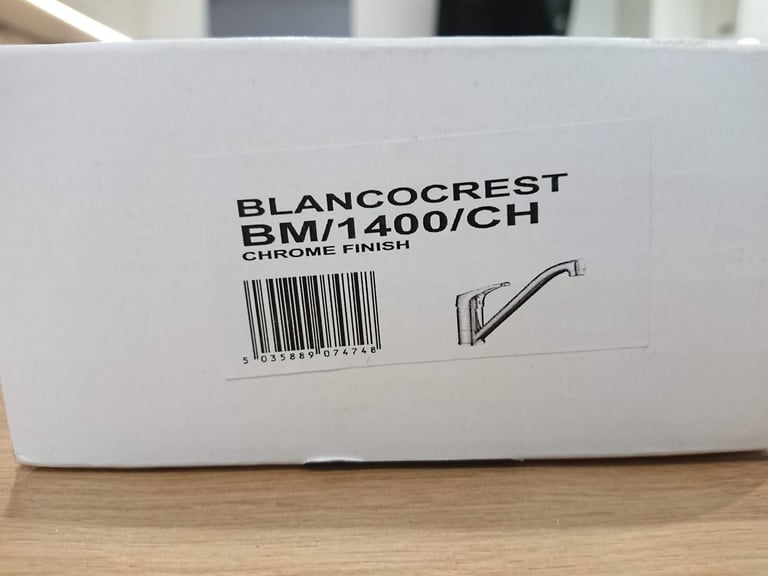 BLANCOCREST
BM/1400/CH
CHROME FINISH
5 035889 074748